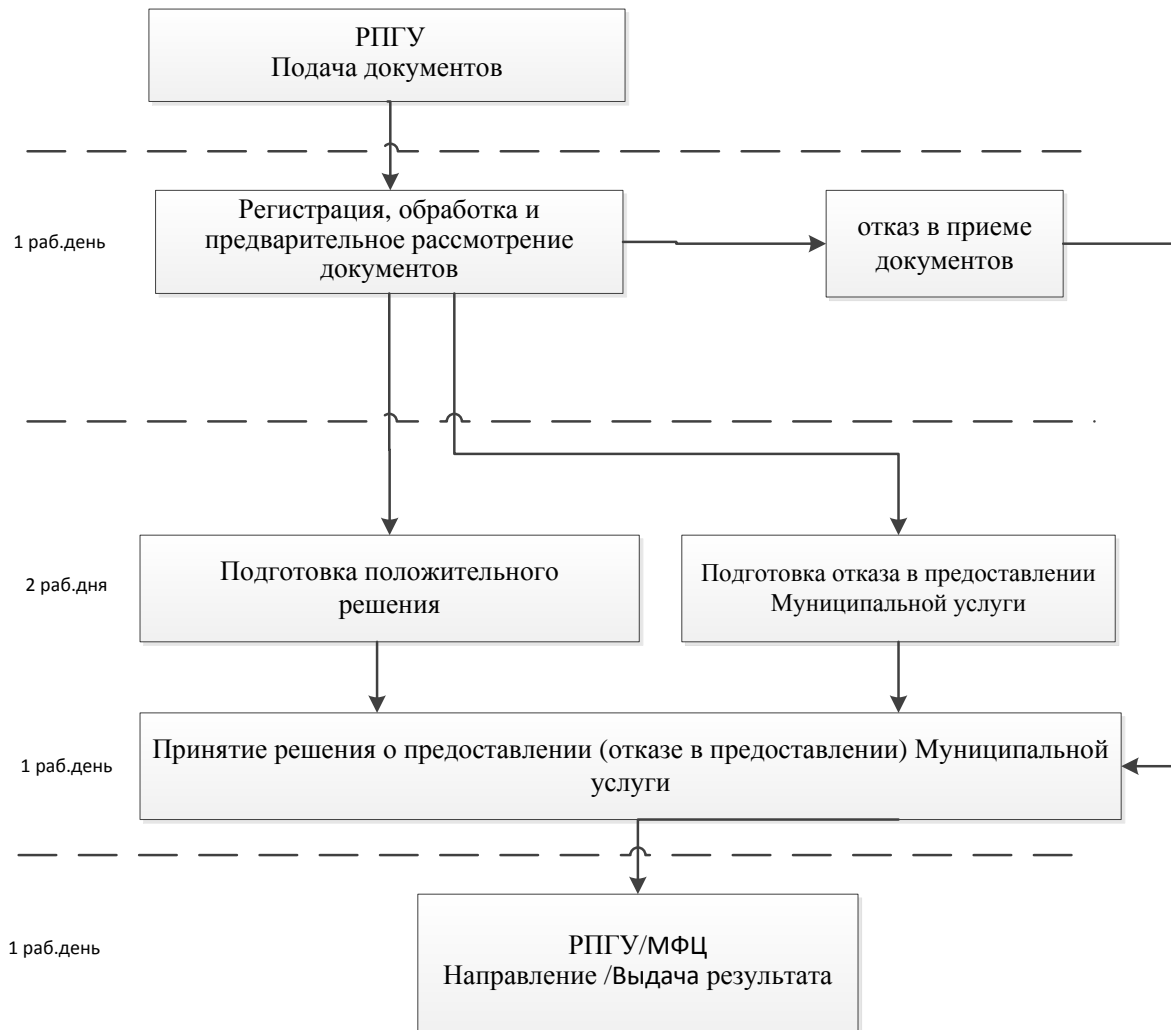 РПГУ
Подача документов
1 раб.день
Регистрация, обработка и
предварительное рассмотрение
документов
отказ в приеме
документов
2 раб.дня
Подготовка положительного
решения
Подготовка отказа в предоставлении
Муниципальной услуги
1 раб.день
Принятие решения о предоставлении (отказе в предоставлении) Муниципальной
услуги
1 раб.день
РПГУ/МФЦ
Направление /Выдача результата